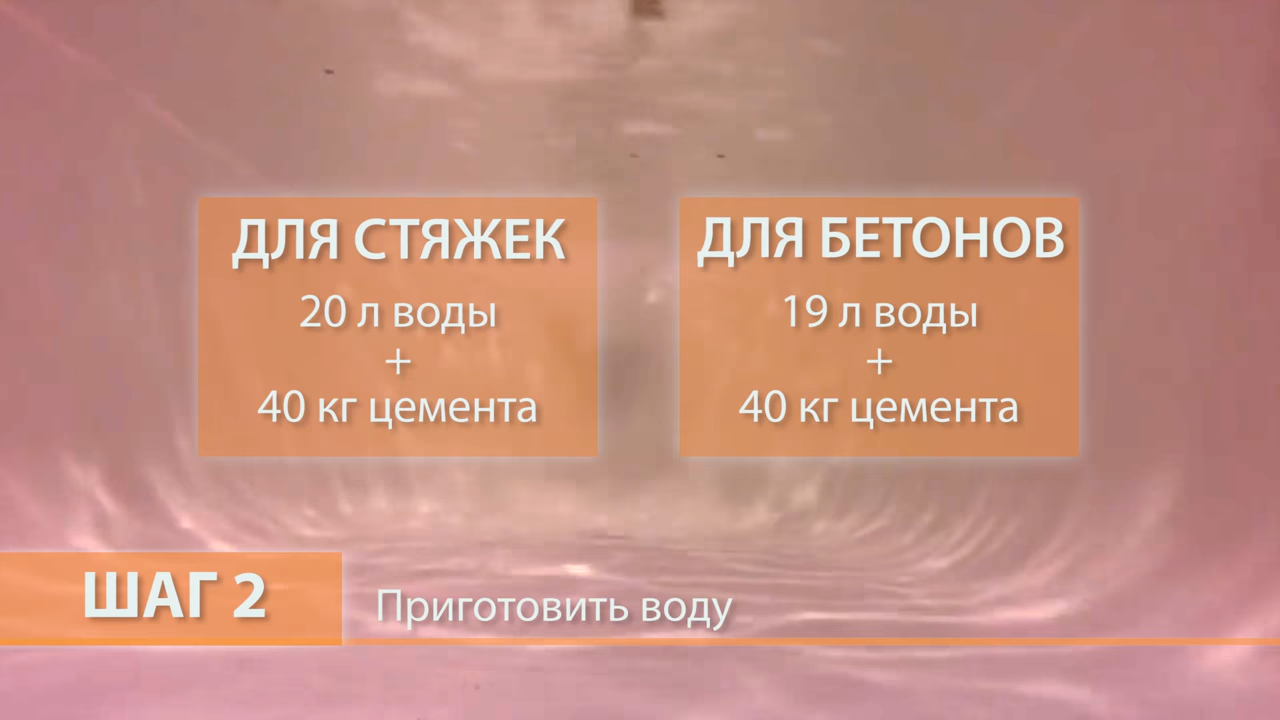 ДЛЯ СТЯЖЕК
20 л воды
+
40 кг цемента
ДЛЯ БЕТОНОВ
19 л воды
+
40 кг цемента
ШАГ 2
Приготовить воду